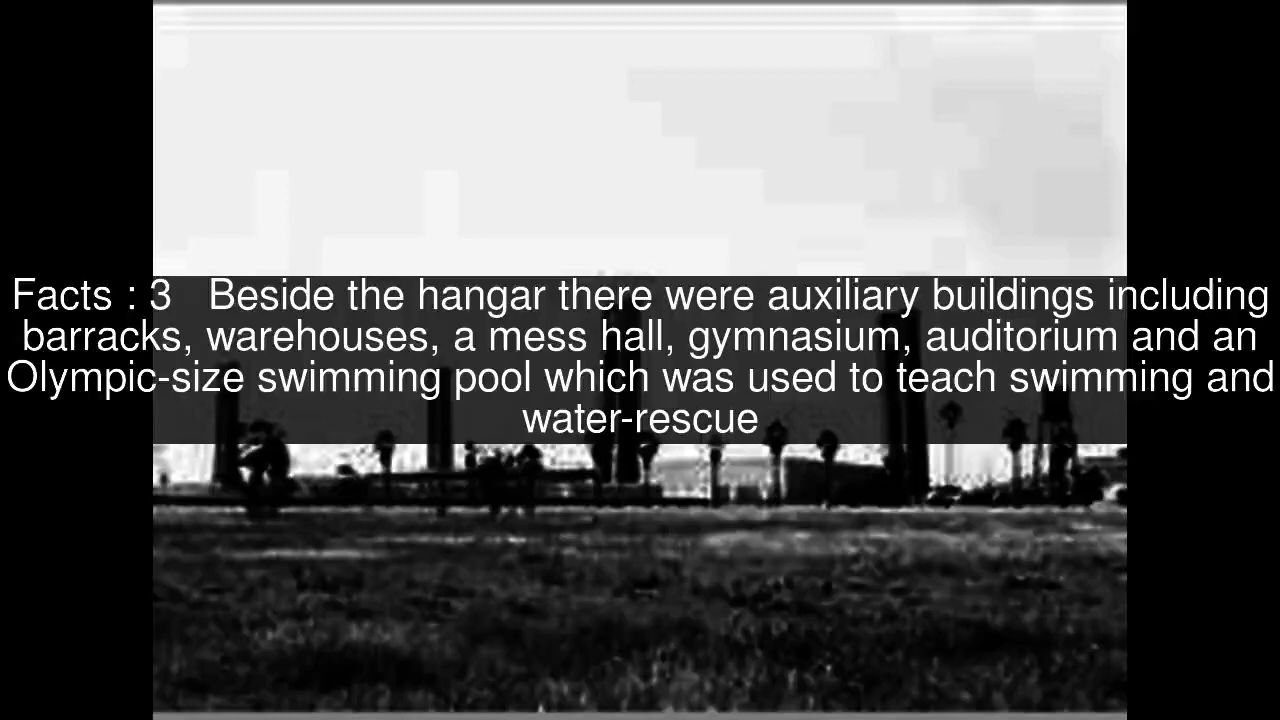 Facts : 3   Beside the hangar there were auxiliary buildings including
barracks, warehouses, a mess hall, gymnasium, auditorium and an
Olympic-size swimming pool which was used to teach swimming and
water-rescue